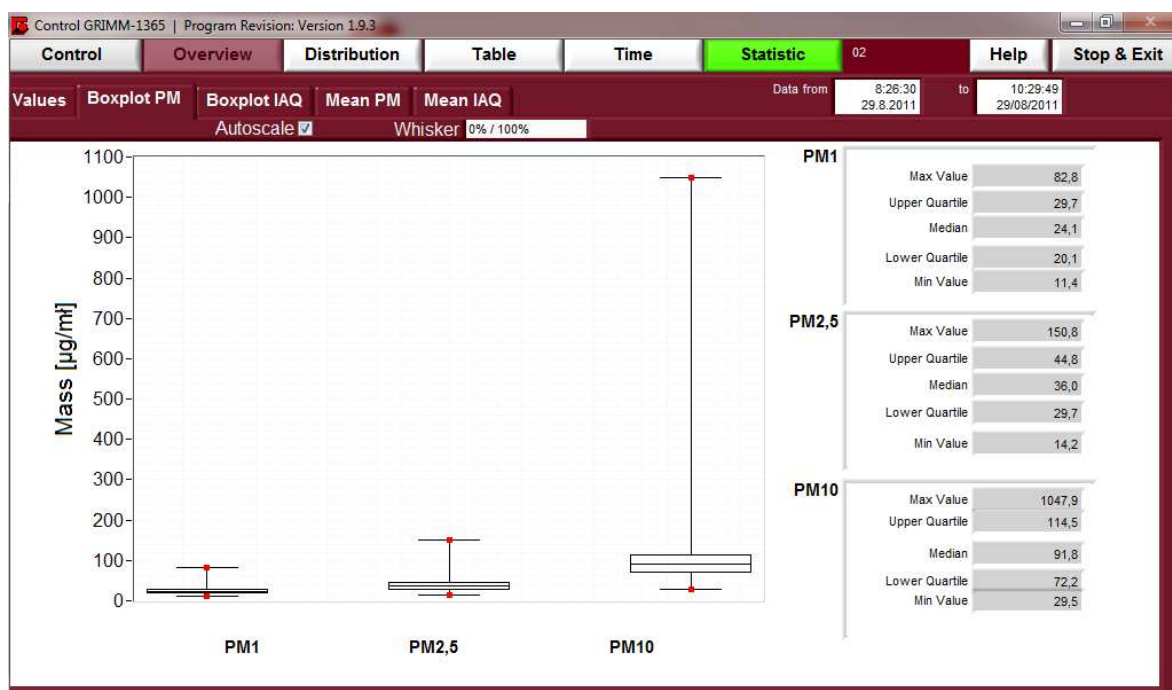 Control GRIMM-1365 | Program Revision: Version 1.9.3
Control Overview Distribution Table Time Statistic 02 Help Stop & Exit
Values Boxplot PM Boxplot IAQ Mean PM Mean IAQ Data from 8:26:30 to 10:29:49
29.8.2011 29/08/2011
Autoscale Whisker 0% / 100%
1100
1000
900
800
700
600
500
400
300
200
100
0
Mass [µg/mł]
PM1 PM2,5 PM10
PM1
Max Value 82,8
Upper Quartile 29,7
Median 24,1
Lower Quartile 20,1
Min Value 11,4
PM2,5
Max Value 150,8
Upper Quartile 44,8
Median 36,0
Lower Quartile 29,7
Min Value 14,2
PM10
Max Value 1047,9
Upper Quartile 114,5
Median 91,8
Lower Quartile 72,2
Min Value 29,5